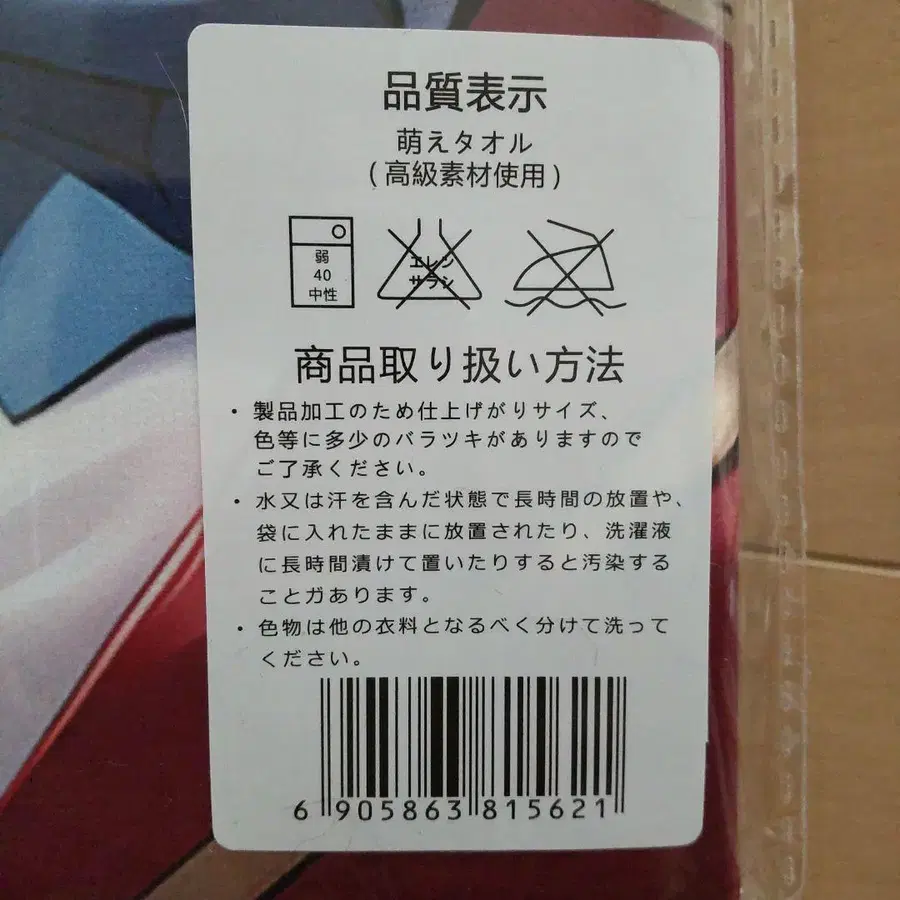 品質表示
萌えタオル
(高級素材使用)
弱
40
中性
エレン
サラシ
商品取り扱い方法
・製品加工のため仕上げがりサイズ、
色等に多少のバラツキがありますので
ご了承ください。
・水又は汗を含んだ状態で長時間の放置や、
袋に入れたままに放置されたり、洗濯液
に長時間漬けて置いたりすると汚染する
ことガあります。
・色物は他の衣料となるべく分けて洗って
ください。
6 905863 815621